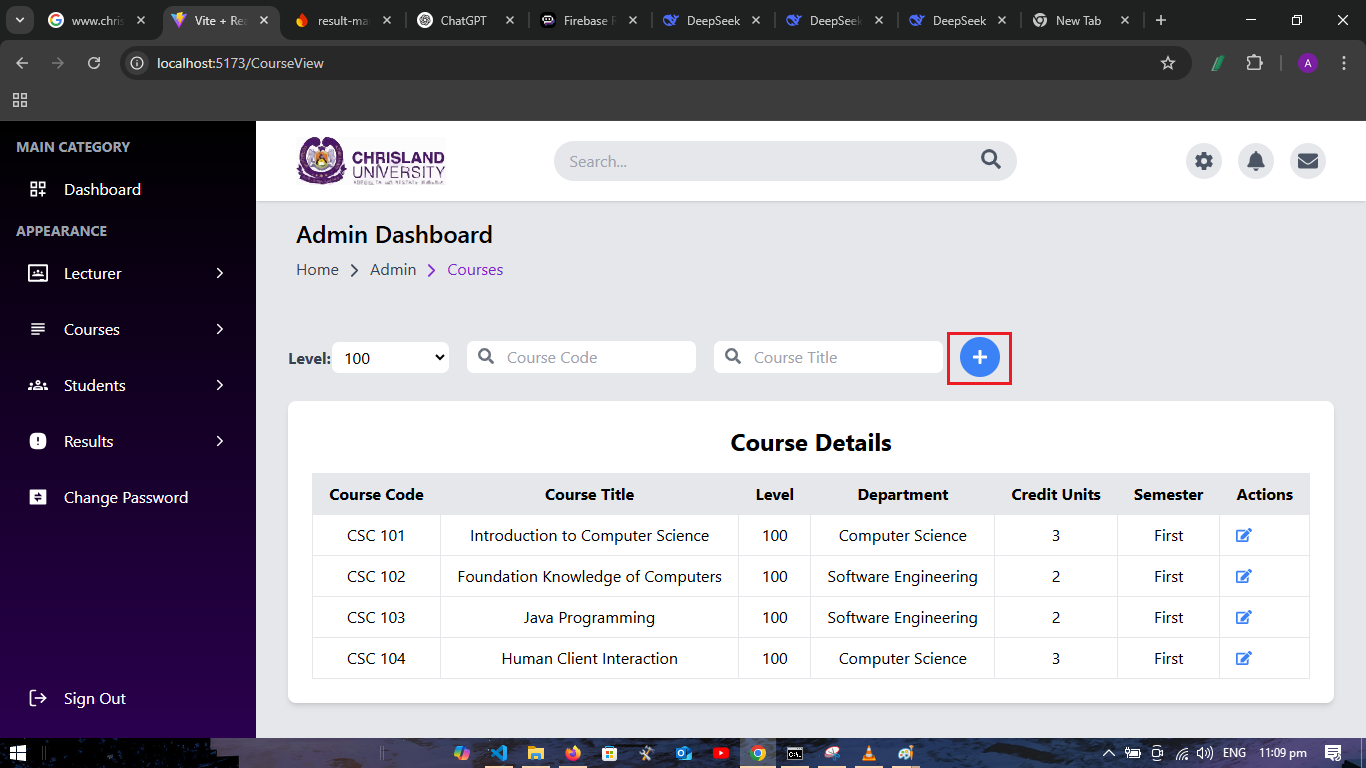 www.chris
Vite + Rea
result-ma
ChatGPT
Firebase R
DeepSeek
DeepSeek
DeepSeek
New Tab
localhost:5173/CourseView
A
MAIN CATEGORY
Dashboard
APPEARANCE
Lecturer
Courses
Students
Results
Change Password
Sign Out
CHRISLAND
UNIVERSITY
Search...
Admin Dashboard
Home Admin Courses
Level: 100 Course Code Course Title
Course Details
Course Code Course Title Level Department Credit Units Semester Actions
CSC 101 Introduction to Computer Science 100 Computer Science 3 First
CSC 102 Foundation Knowledge of Computers 100 Software Engineering 2 First
CSC 103 Java Programming 100 Software Engineering 2 First
CSC 104 Human Client Interaction 100 Computer Science 3 First
ENG 11:09 pm